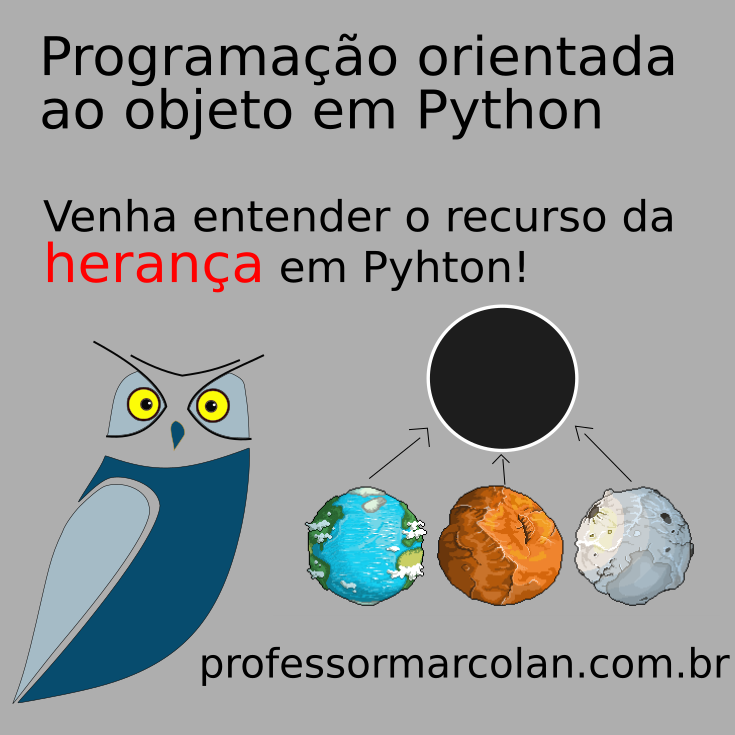 Programação orientada
ao objeto em Python
Venha entender o recurso da
herança em Pyhton!
professormarcolan.com.br